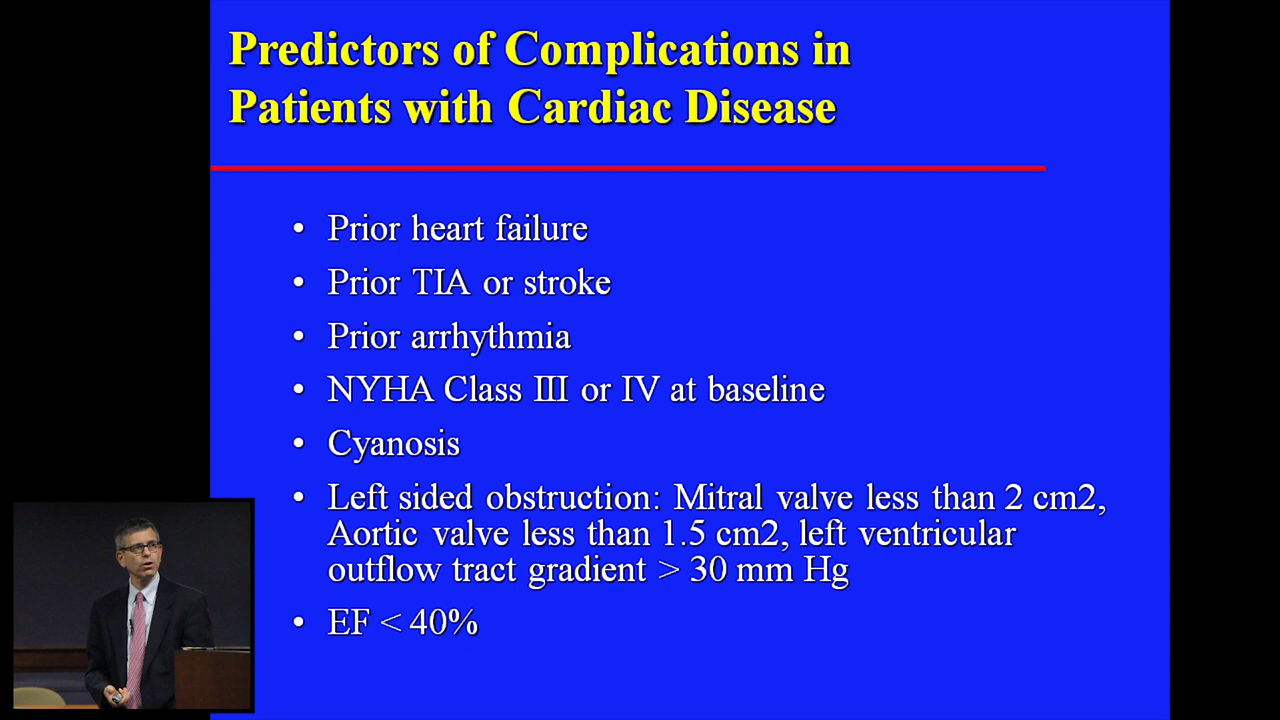 Predictors of Complications in
Patients with Cardiac Disease
• Prior heart failure
• Prior TIA or stroke
• Prior arrhythmia
• NYHA Class III or IV at baseline
• Cyanosis
• Left sided obstruction: Mitral valve less than 2 cm2,
Aortic valve less than 1.5 cm2, left ventricular
outflow tract gradient > 30 mm Hg
• EF < 40%